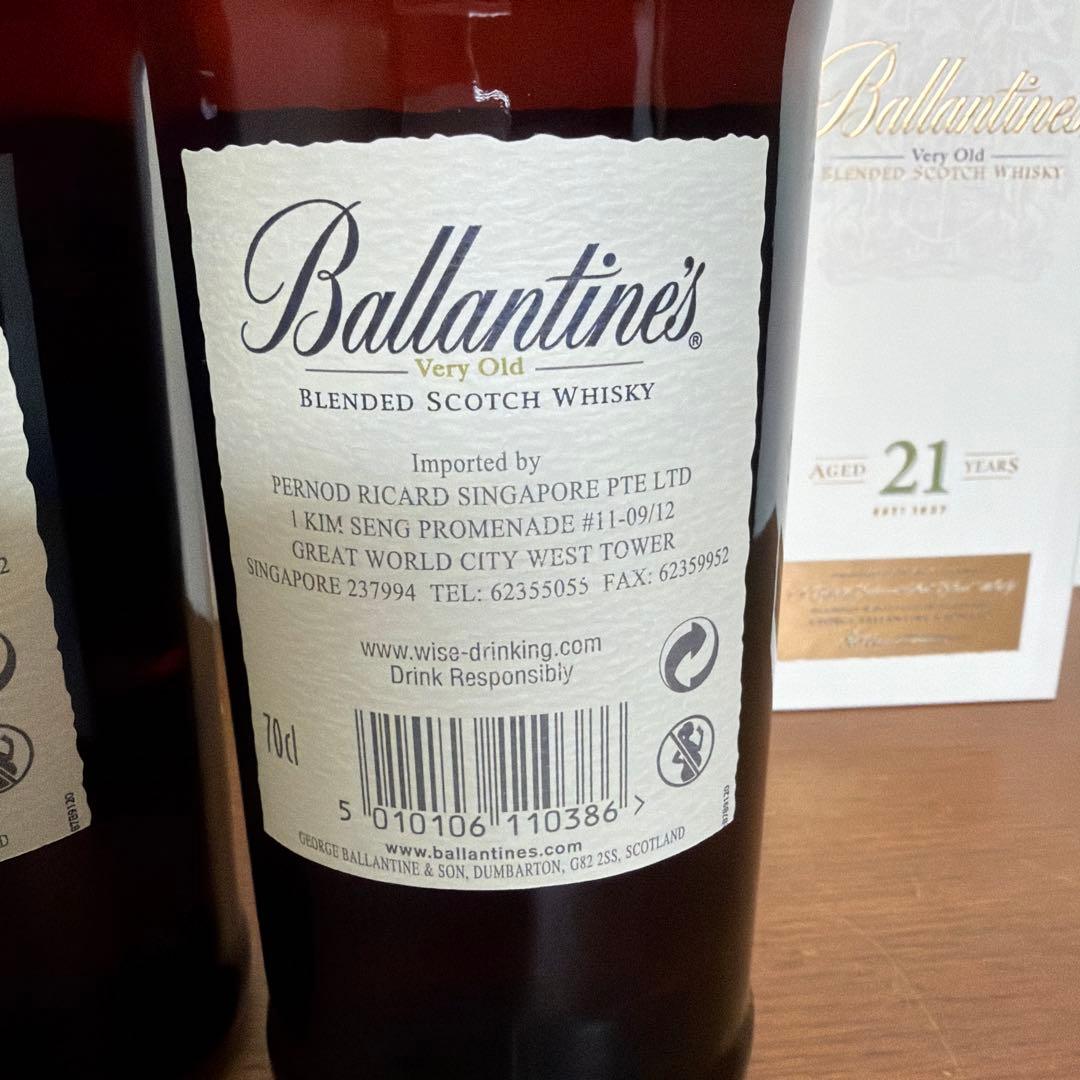 Ballantine's®
Very Old
BLENDED SCOTCH WHISKY
Imported by
PERNOD RICARD SINGAPORE PTE LTD
1 KIM SENG PROMENADE #11-09/12
GREAT WORLD CITY WEST TOWER
SINGAPORE 237994 TEL: 62355055 FAX: 62359952
www.wise-drinking.com
Drink Responsibly
70cl
5 010106 110386 >
B7B9120
www.ballantines.com
GEORGE BALLANTINE & SON, DUMBARTON, G82 2SS, SCOTLAND
Ballantine's
Very Old
BLENDED SCOTCH WHISKY
AGED 21 YEARS
2
B7B9120
D